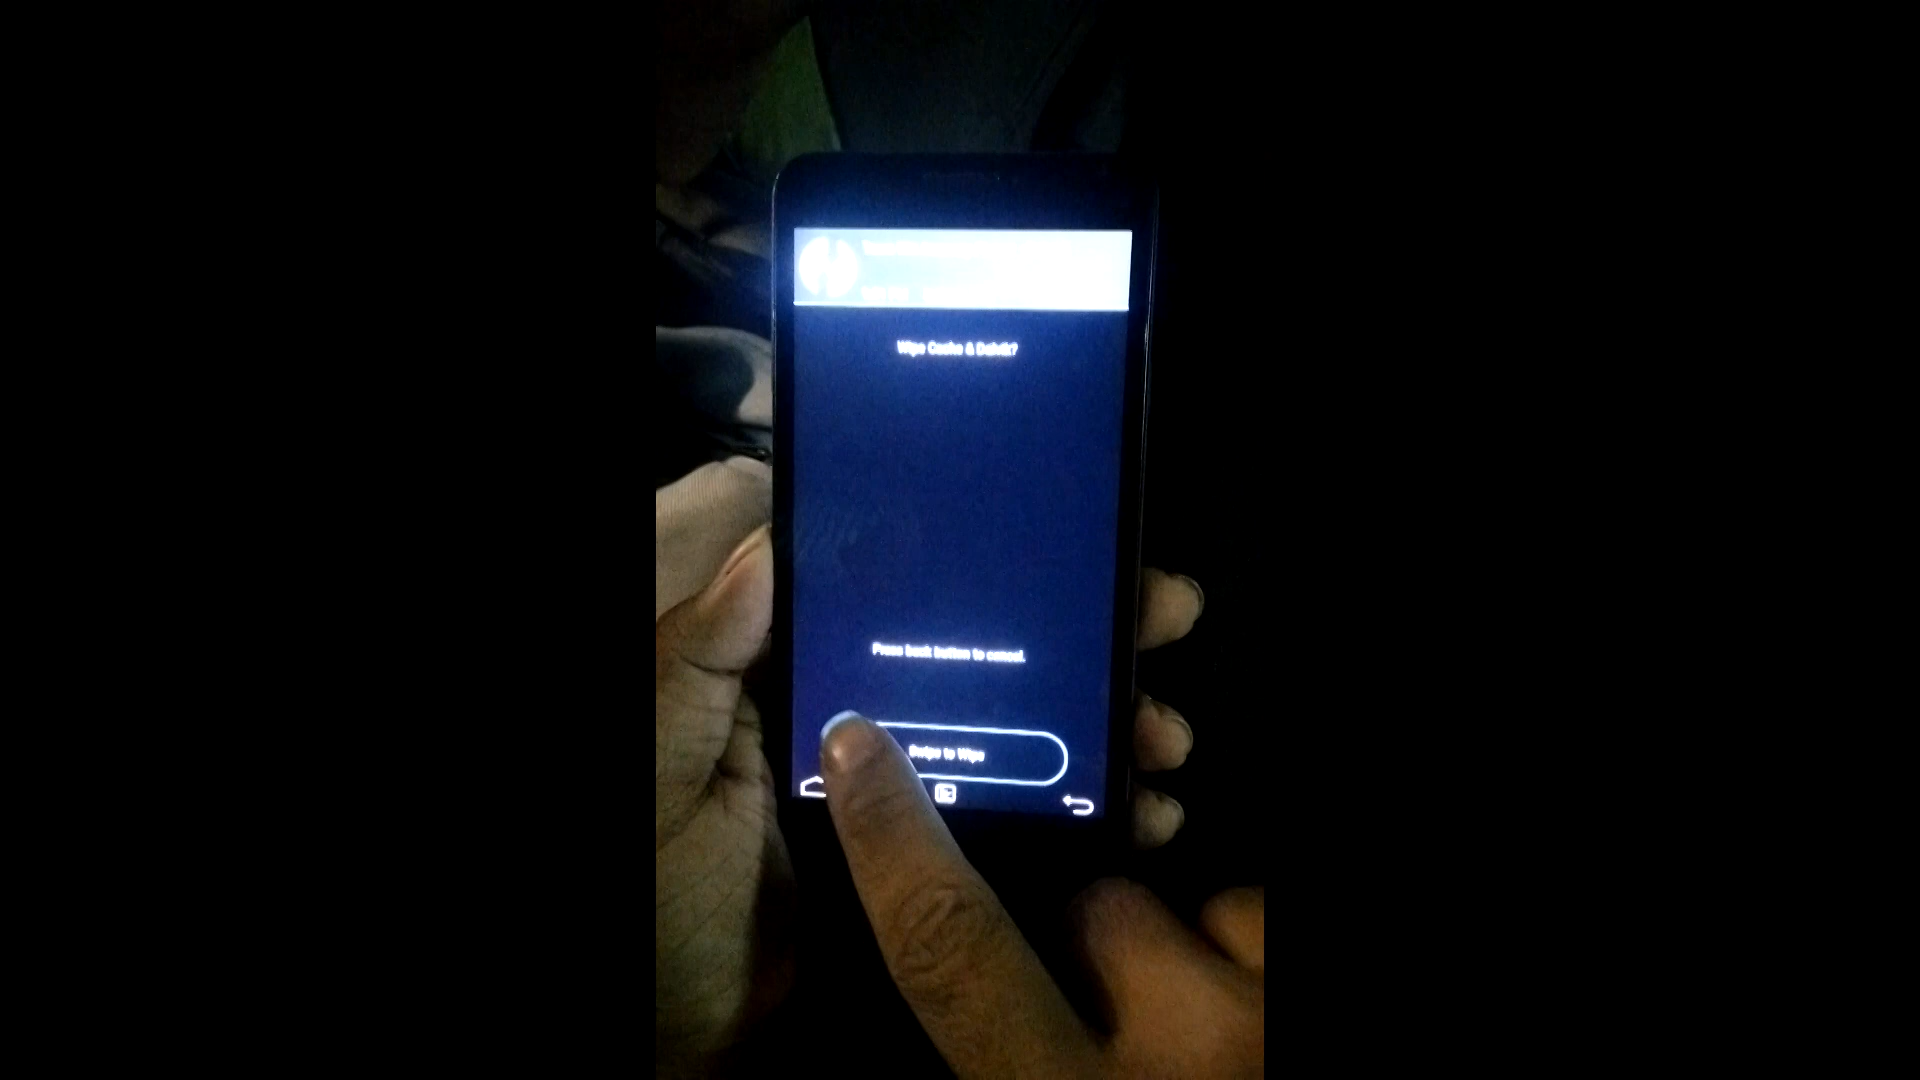 Wipe Cache & Dalvik?
Press back button to cancel.
Swipe to Wipe